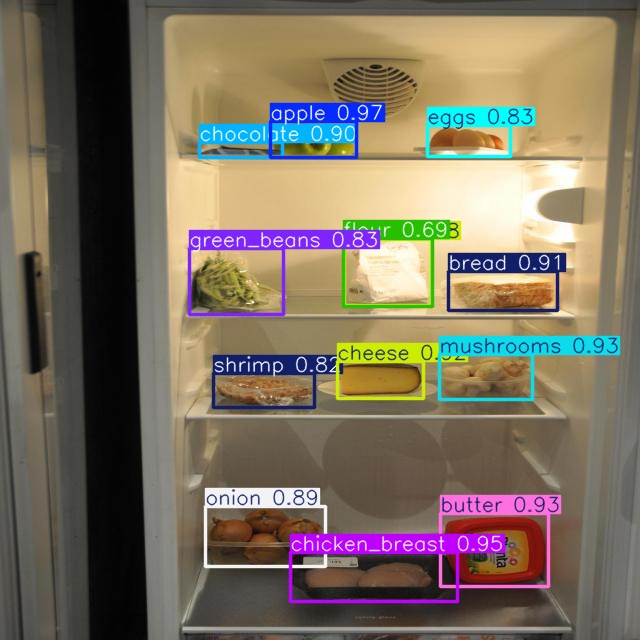 apple 0.97
chocolate 0.90
eggs 0.83
flour 0.69
green_beans 0.83
bread 0.91
shrimp 0.82
cheese 0.92
mushrooms 0.93
onion 0.89
butter 0.93
chicken_breast 0.95